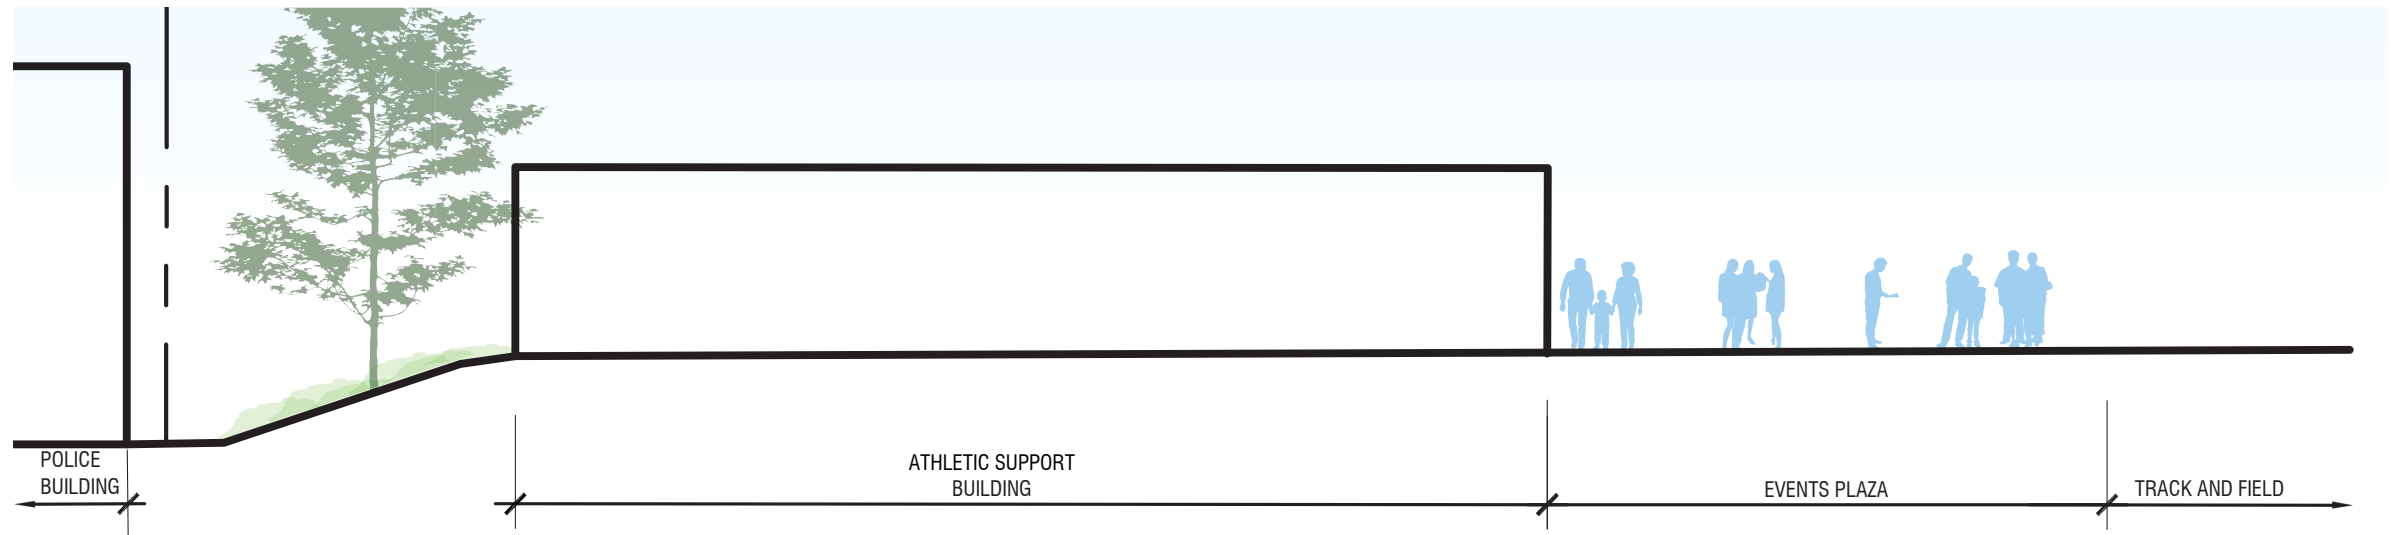 POLICE
BUILDING
ATHLETIC SUPPORT
BUILDING
EVENTS PLAZA
TRACK AND FIELD